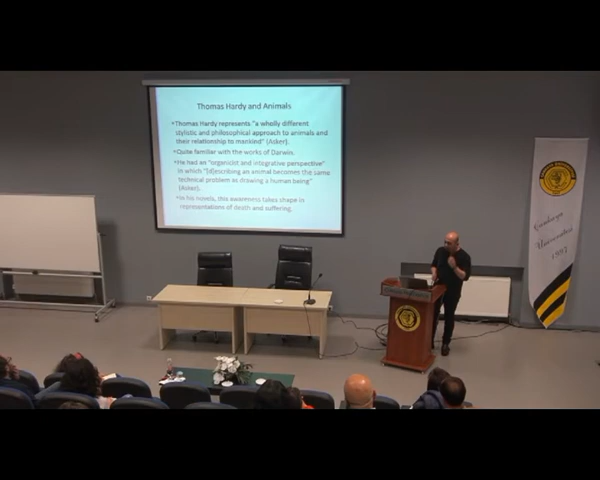 Thomas Hardy and Animals
•Thomas Hardy represents "a wholly different
stylistic and philosophical approach to animals and
their relationship to mankind" (Asker).
•Quite familiar with the works of Darwin.
•He had an "organicist and integrative perspective"
in which "[d]escribing an animal becomes the same
technical problem as drawing a human being"
(Asker).
•In his novels, this awareness takes shape in
representations of death and suffering.
Çankaya
Üniversitesi
1997